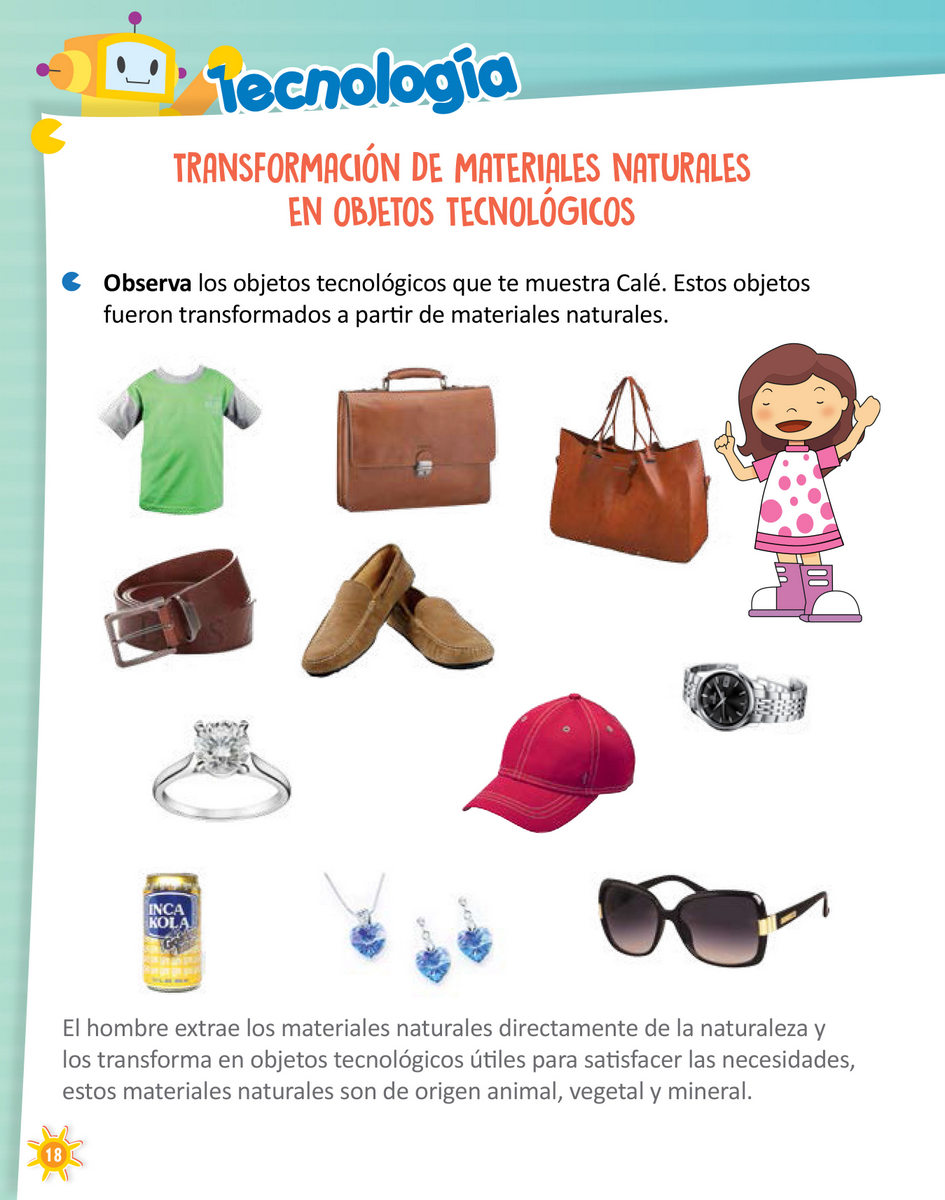 Tecnología
TRANSFORMACIÓN DE MATERIALES NATURALES
EN OBJETOS TECNOLÓGICOS
Observa los objetos tecnológicos que te muestra Calé. Estos objetos
fueron transformados a partir de materiales naturales.
INCA
KOLA
El hombre extrae los materiales naturales directamente de la naturaleza y
los transforma en objetos tecnológicos útiles para satisfacer las necesidades,
estos materiales naturales son de origen animal, vegetal y mineral.
18